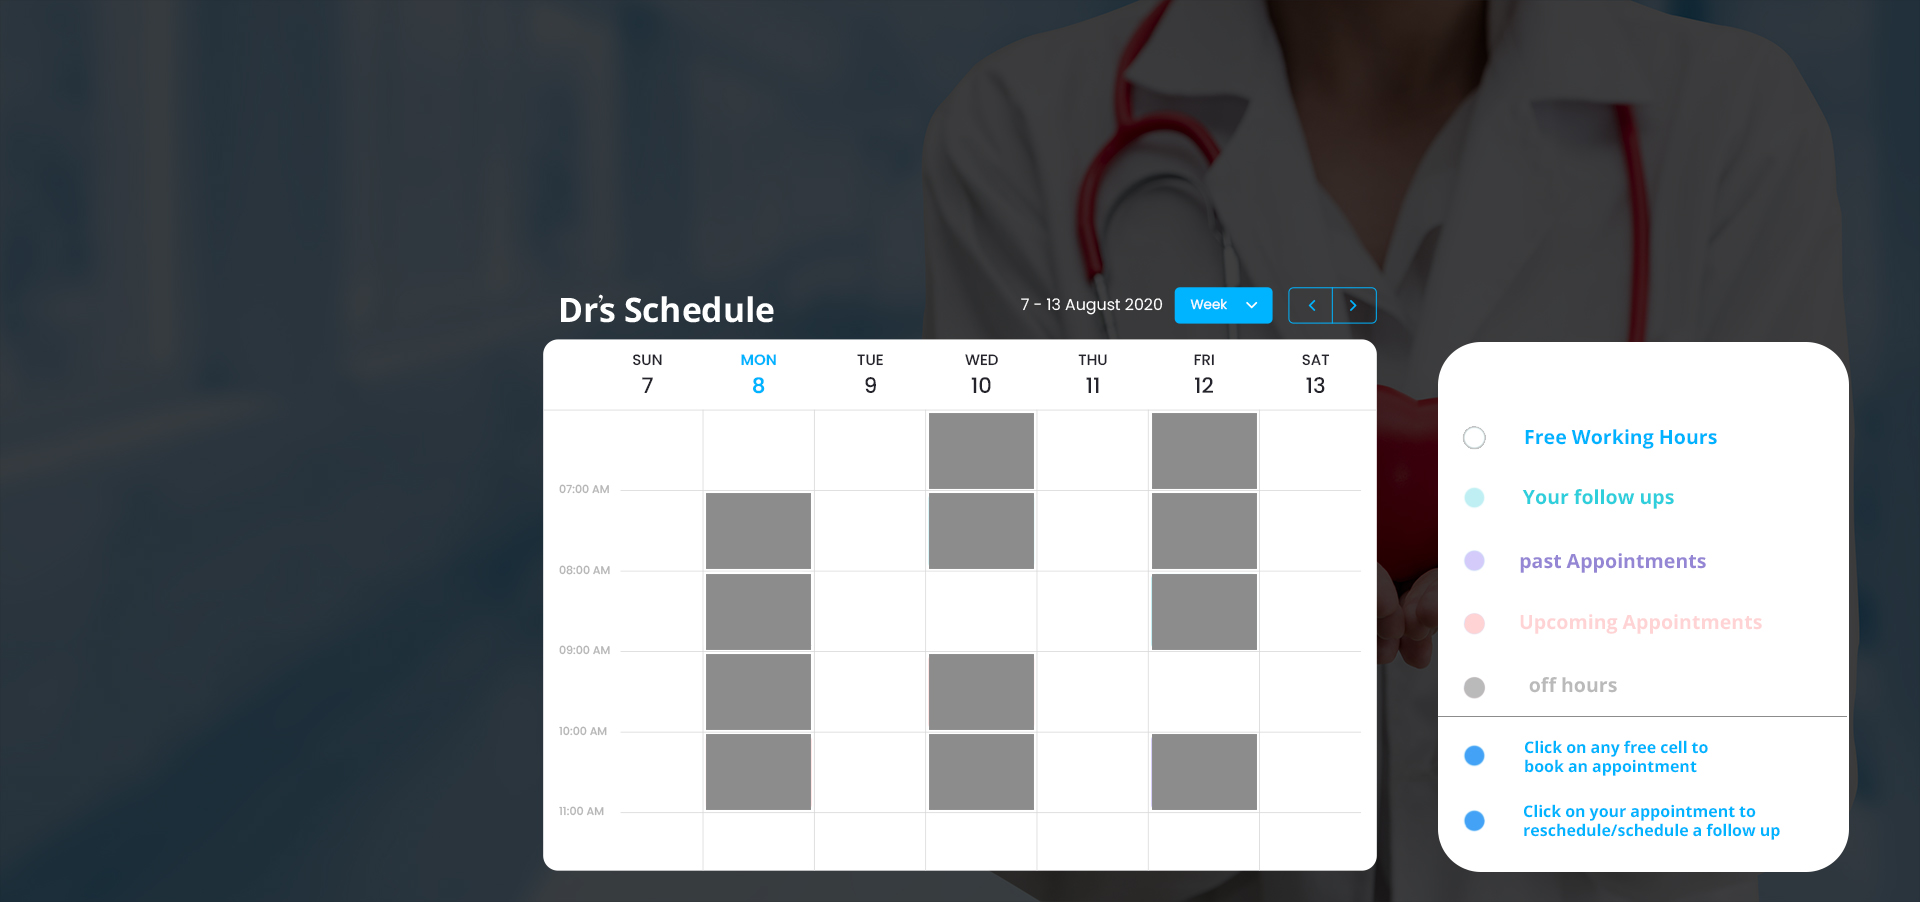 Dr's Schedule
7 - 13 August 2020
Week
SUN MON TUE WED THU FRI SAT
7 8 9 10 11 12 13
07:00 AM
08:00 AM
09:00 AM
10:00 AM
11:00 AM
Free Working Hours
Your follow ups
past Appointments
Upcoming Appointments
off hours
Click on any free cell to
book an appointment
Click on your appointment to
reschedule/schedule a follow up